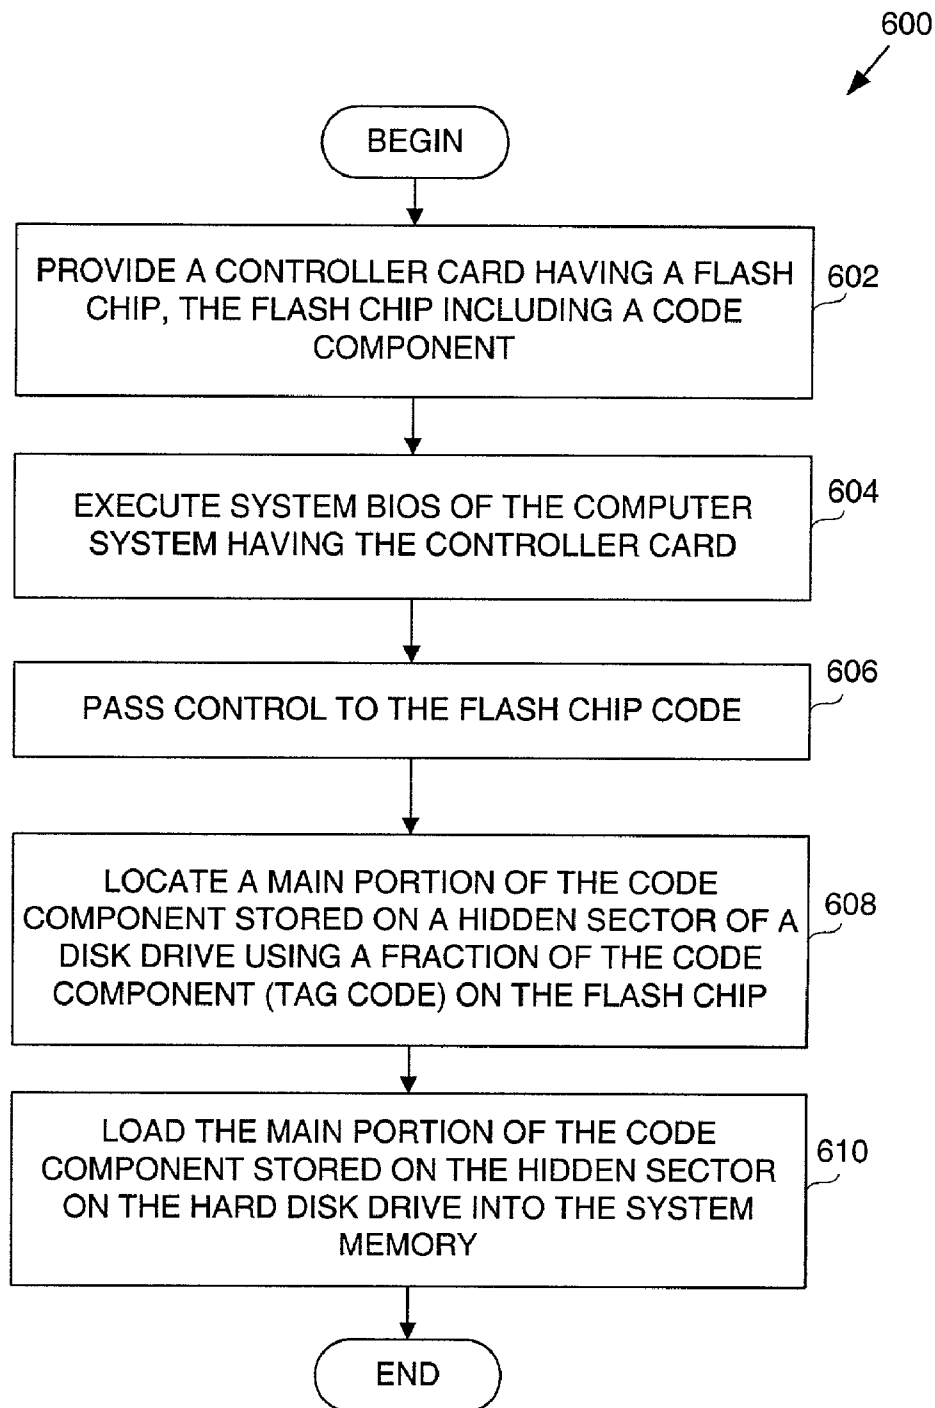 600
BEGIN
PROVIDE A CONTROLLER CARD HAVING A FLASH
CHIP, THE FLASH CHIP INCLUDING A CODE
COMPONENT
602
EXECUTE SYSTEM BIOS OF THE COMPUTER
SYSTEM HAVING THE CONTROLLER CARD
604
PASS CONTROL TO THE FLASH CHIP CODE
606
LOCATE A MAIN PORTION OF THE CODE
COMPONENT STORED ON A HIDDEN SECTOR OF A
DISK DRIVE USING A FRACTION OF THE CODE
COMPONENT (TAG CODE) ON THE FLASH CHIP
608
LOAD THE MAIN PORTION OF THE CODE
COMPONENT STORED ON THE HIDDEN SECTOR
ON THE HARD DISK DRIVE INTO THE SYSTEM
MEMORY
610
END